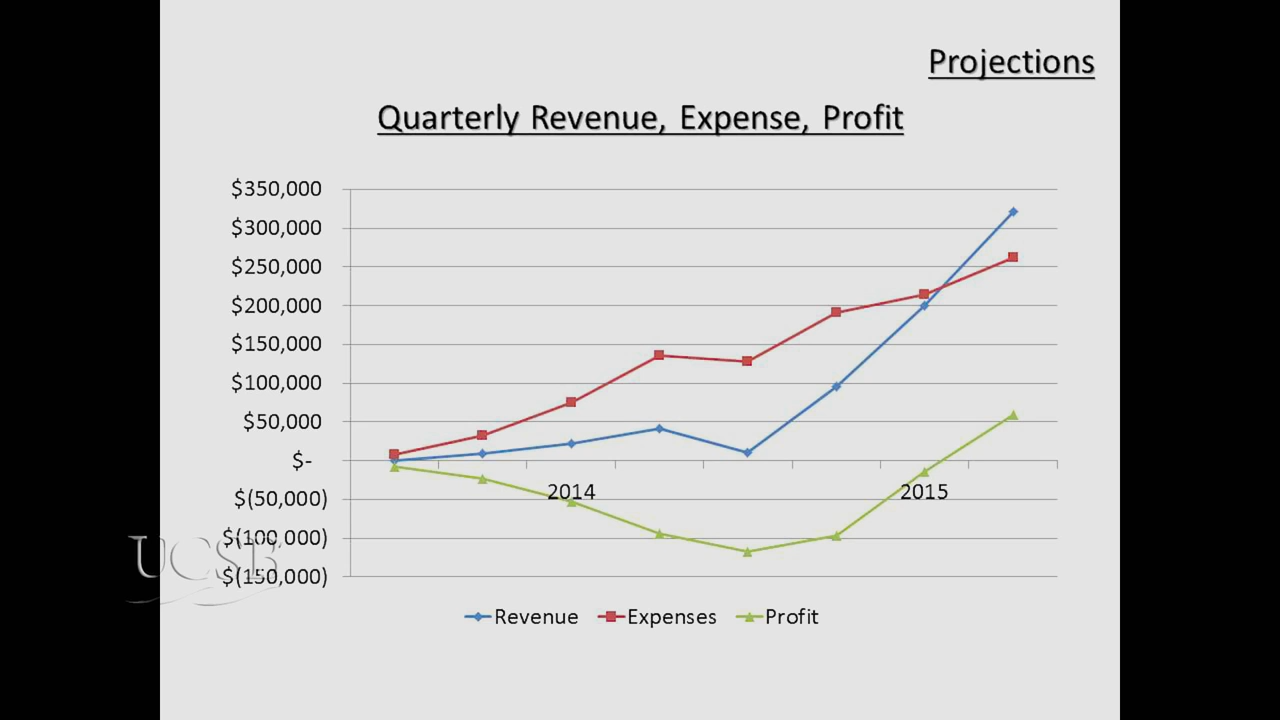 Projections
Quarterly Revenue, Expense, Profit
$350,000
$300,000
$250,000
$200,000
$150,000
$100,000
$50,000
$-
$(50,000)
$(100,000)
$(150,000)
2014
2015
UCSB
Revenue
Expenses
Profit